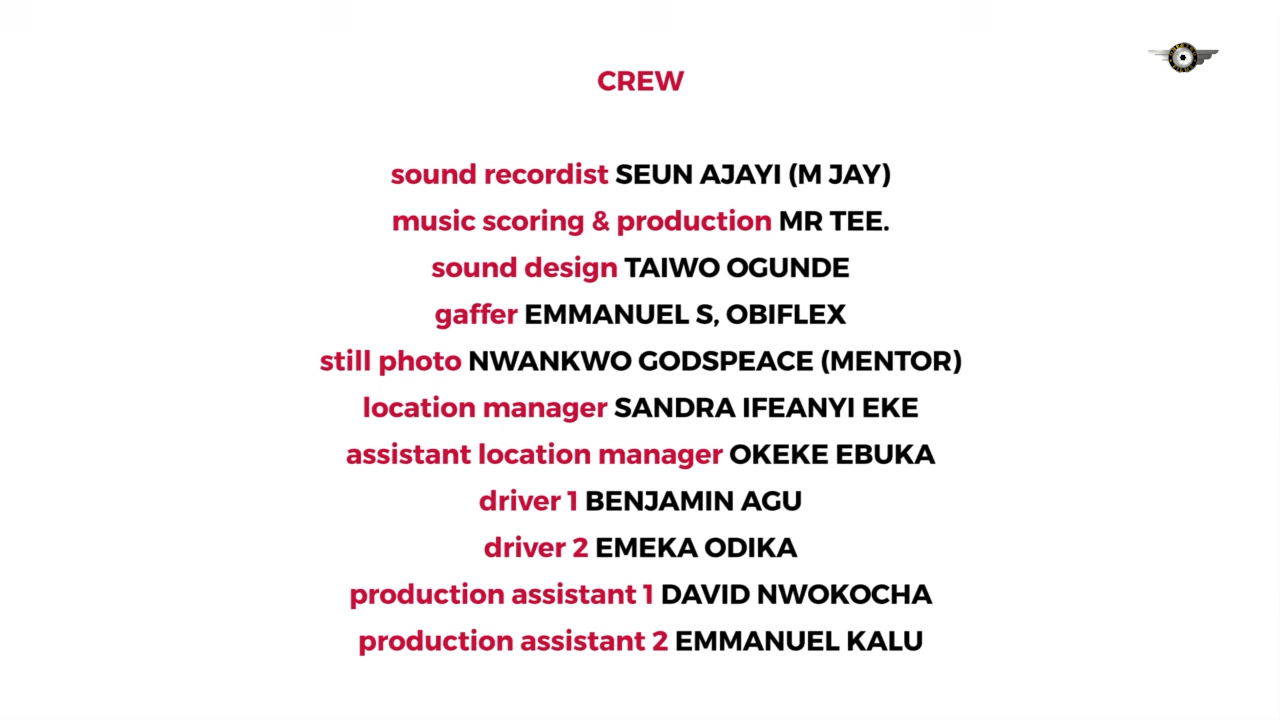 CREW
sound recordist SEUN AJAYI (M JAY)
music scoring & production MR TEE.
sound design TAIWO OGUNDE
gaffer EMMANUEL S, OBIFLEX
still photo NWANKWO GODSPEACE (MENTOR)
location manager SANDRA IFEANYI EKE
assistant location manager OKEKE EBUKA
driver 1 BENJAMIN AGU
driver 2 EMEKA ODIKA
production assistant 1 DAVID NWOKOCHA
production assistant 2 EMMANUEL KALU